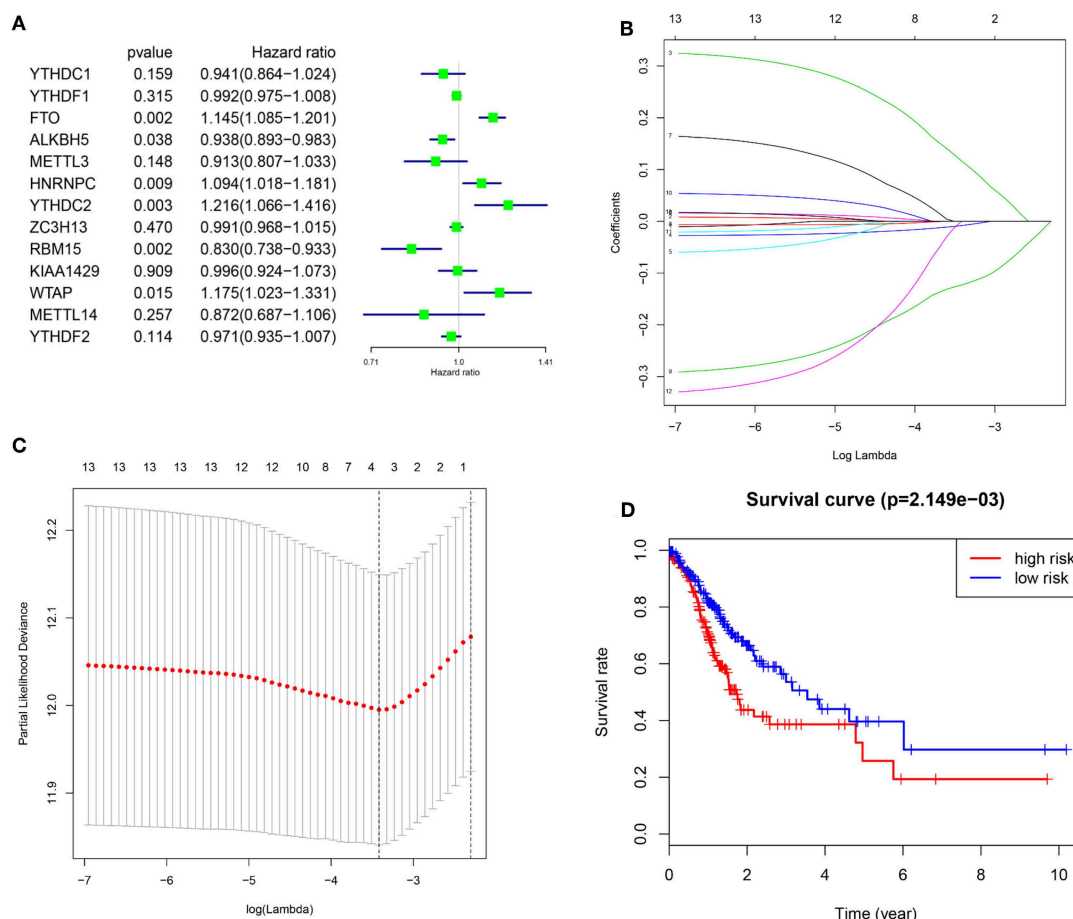 A
pvalue Hazard ratio
YTHDC1 0.159 0.941(0.864−1.024)
YTHDF1 0.315 0.992(0.975−1.008)
FTO 0.002 1.145(1.085−1.201)
ALKBH5 0.038 0.938(0.893−0.983)
METTL3 0.148 0.913(0.807−1.033)
HNRNPC 0.009 1.094(1.018−1.181)
YTHDC2 0.003 1.216(1.066−1.416)
ZC3H13 0.470 0.991(0.968−1.015)
RBM15 0.002 0.830(0.738−0.933)
KIAA1429 0.909 0.996(0.924−1.073)
WTAP 0.015 1.175(1.023−1.331)
METTL14 0.257 0.872(0.687−1.106)
YTHDF2 0.114 0.971(0.935−1.007)
0.71 1.0 1.41
Hazard ratio
B
13 13 12 8 2
0.3
0.2
0.1
0.0
−0.1
−0.2
−0.3
Coefficients
3
7
10
5
9
12
−7 −6 −5 −4 −3
Log Lambda
C
13 13 13 13 13 12 12 10 8 7 4 3 2 2 1
12.2
12.1
12.0
11.9
Partial Likelihood Deviance
−7 −6 −5 −4 −3
log(Lambda)
D
Survival curve (p=2.149e−03)
high risk
low risk
1.0
0.8
0.6
0.4
0.2
0.0
Survival rate
0 2 4 6 8 10
Time (year)